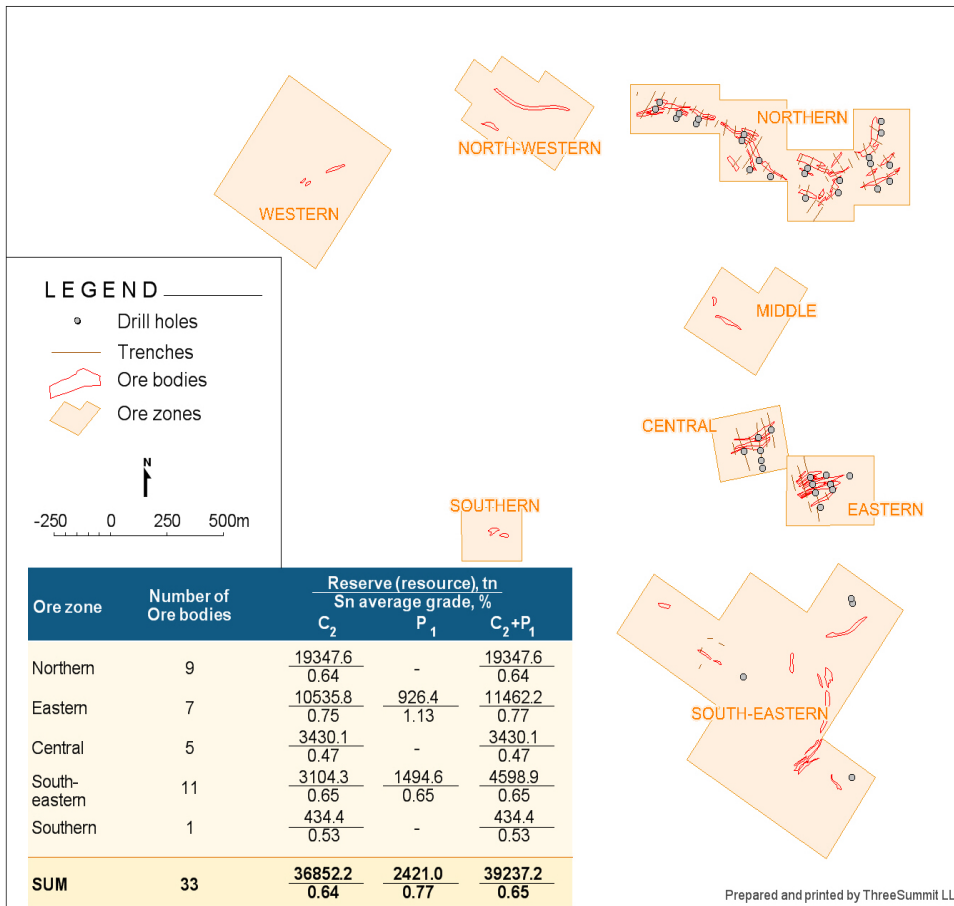 NORTHERN
NORTH-WESTERN
WESTERN
LEGEND
Drill holes
Trenches
Ore bodies
Ore zones
N
-250 0 250 500m
MIDDLE
CENTRAL
EASTERN
SOUTHERN
SOUTH-EASTERN
Ore zone
Number of
Ore bodies
Reserve (resource), tn
Sn average grade, %
C2 P1 C2+P1
Northern 9 19347.6 - 19347.6
0.64 0.64
Eastern 7 10535.8 926.4 11462.2
0.75 1.13 0.77
Central 5 3430.1 - 3430.1
0.47 0.47
South-
eastern 11 3104.3 1494.6 4598.9
0.65 0.65 0.65
Southern 1 434.4 - 434.4
0.53 0.53
SUM 33 36852.2 2421.0 39237.2
0.64 0.77 0.65
Prepared and printed by ThreeSummit LL